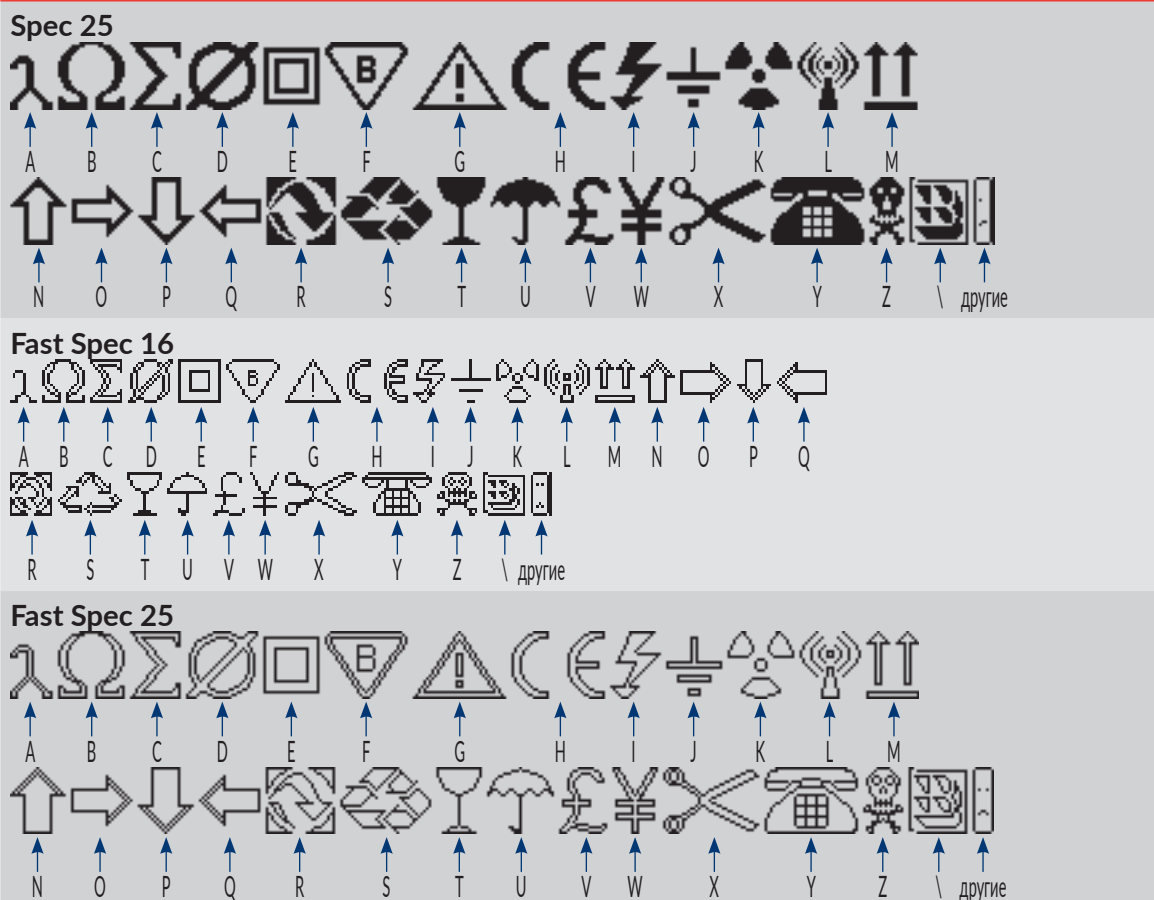 Spec 25
λ Ω Σ Ø B ! C E
A B C D E F G H I J K L M
£ ¥
N O P Q R S T U V W X Y Z \ другие
Fast Spec 16
λ Ω Σ Ø B ! C E
A B C D E F G H I J K L M N O P Q
£ ¥
R S T U V W X Y Z \ другие
Fast Spec 25
λ Ω Σ Ø B ! C E
A B C D E F G H I J K L M
£ ¥
N O P Q R S T U V W X Y Z \ другие